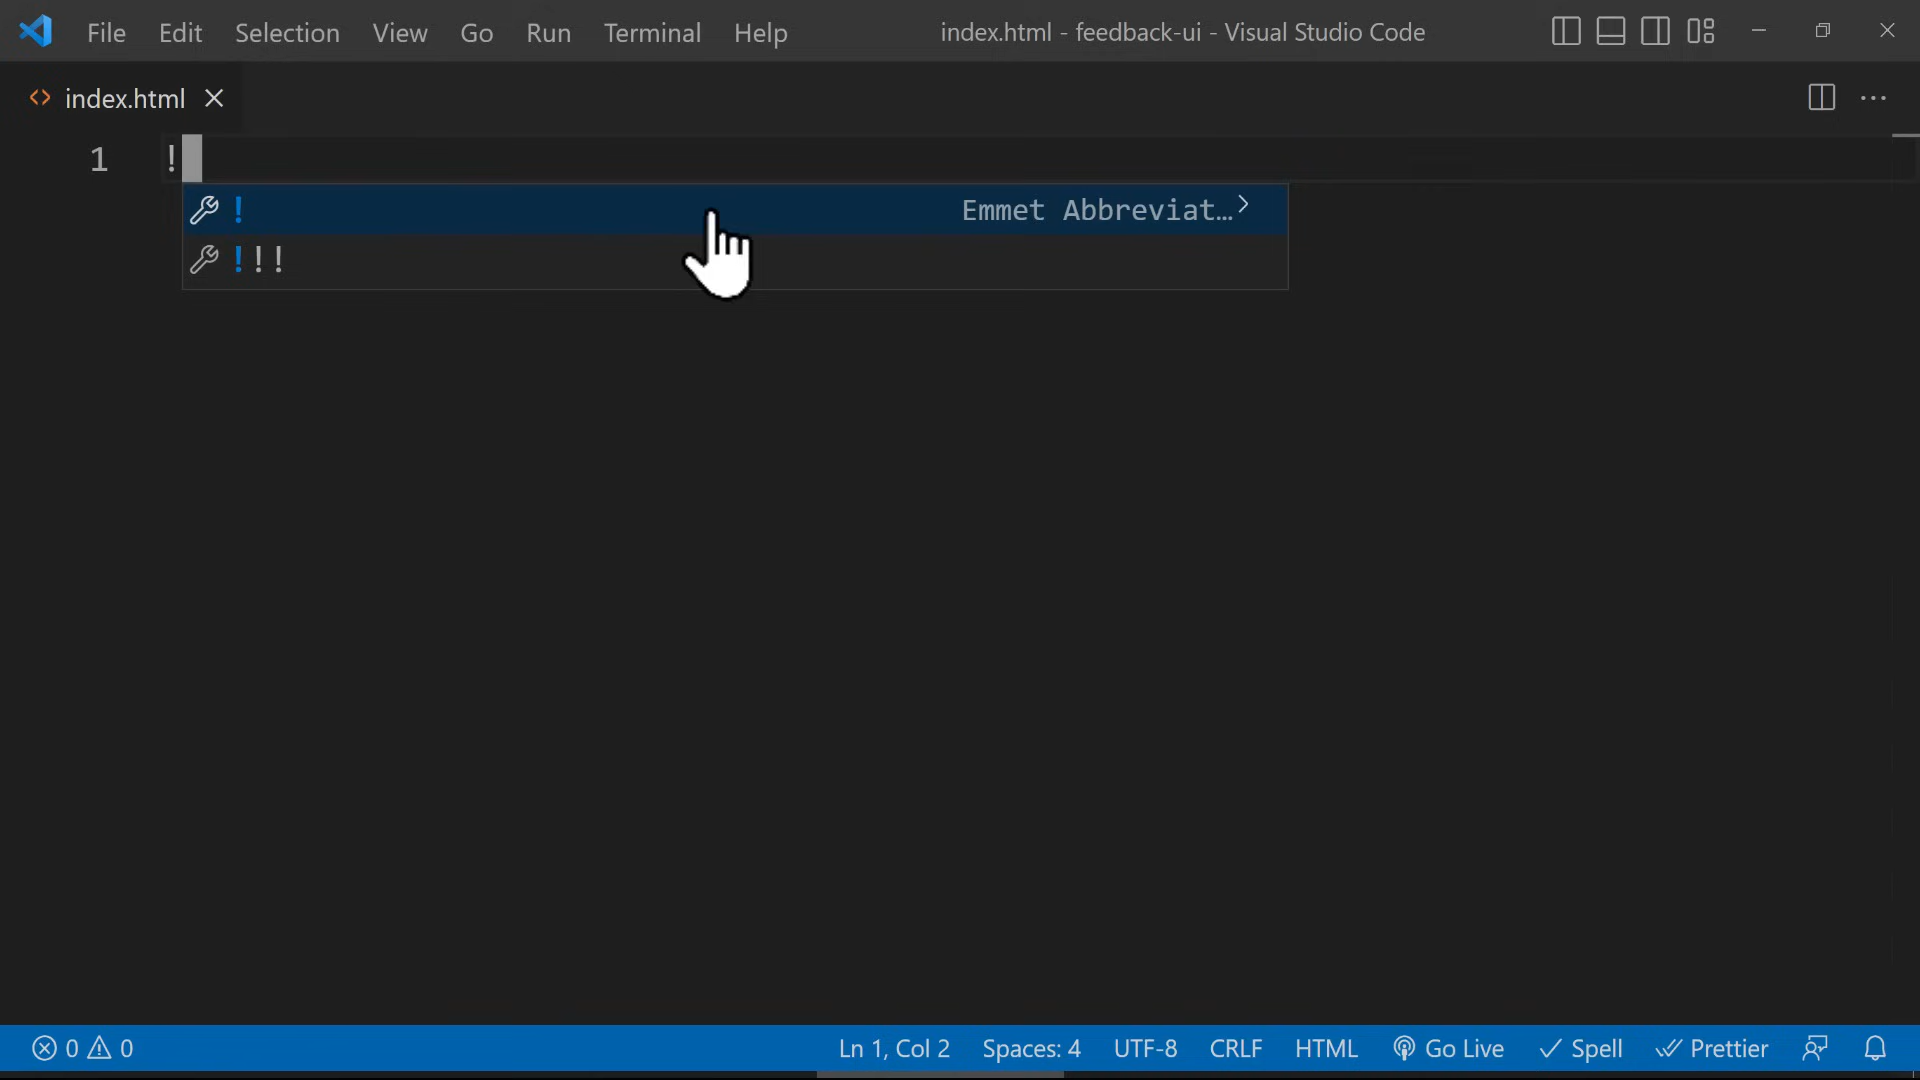 File Edit Selection View Go Run Terminal Help index.html - feedback-ui - Visual Studio Code
index.html
1 !
! Emmet Abbreviat…
!!!
0 0 Ln 1, Col 2 Spaces: 4 UTF-8 CRLF HTML Go Live Spell Prettier